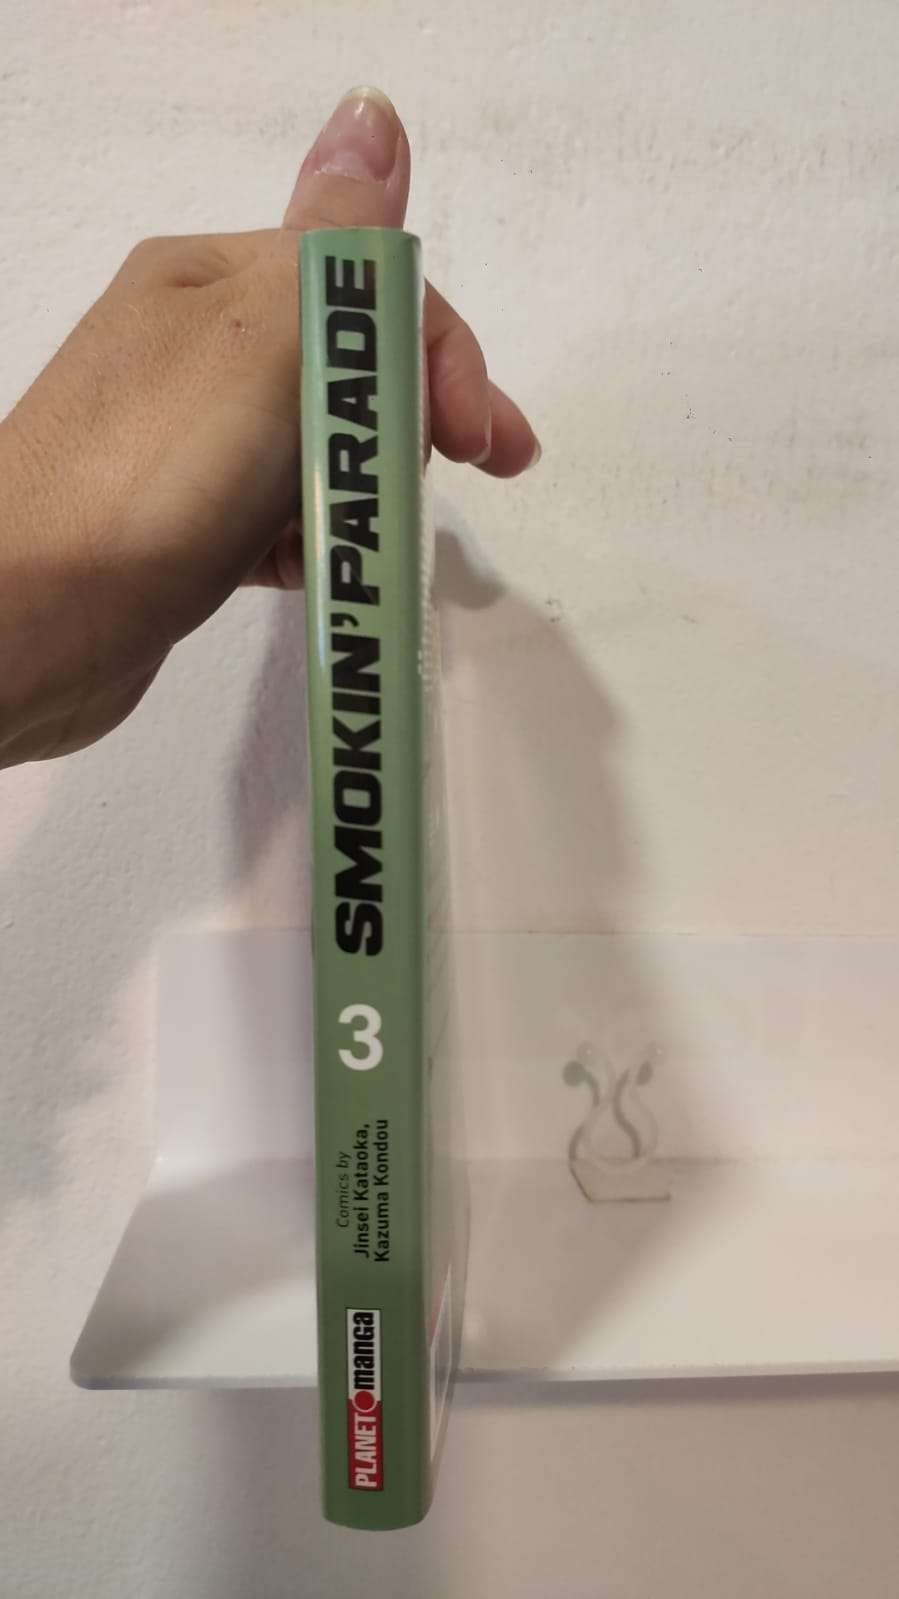 SMOKIN' PARADE
3
Comics by
Jinsei Kataoka,
Kazuma Kondou
PLANET manga